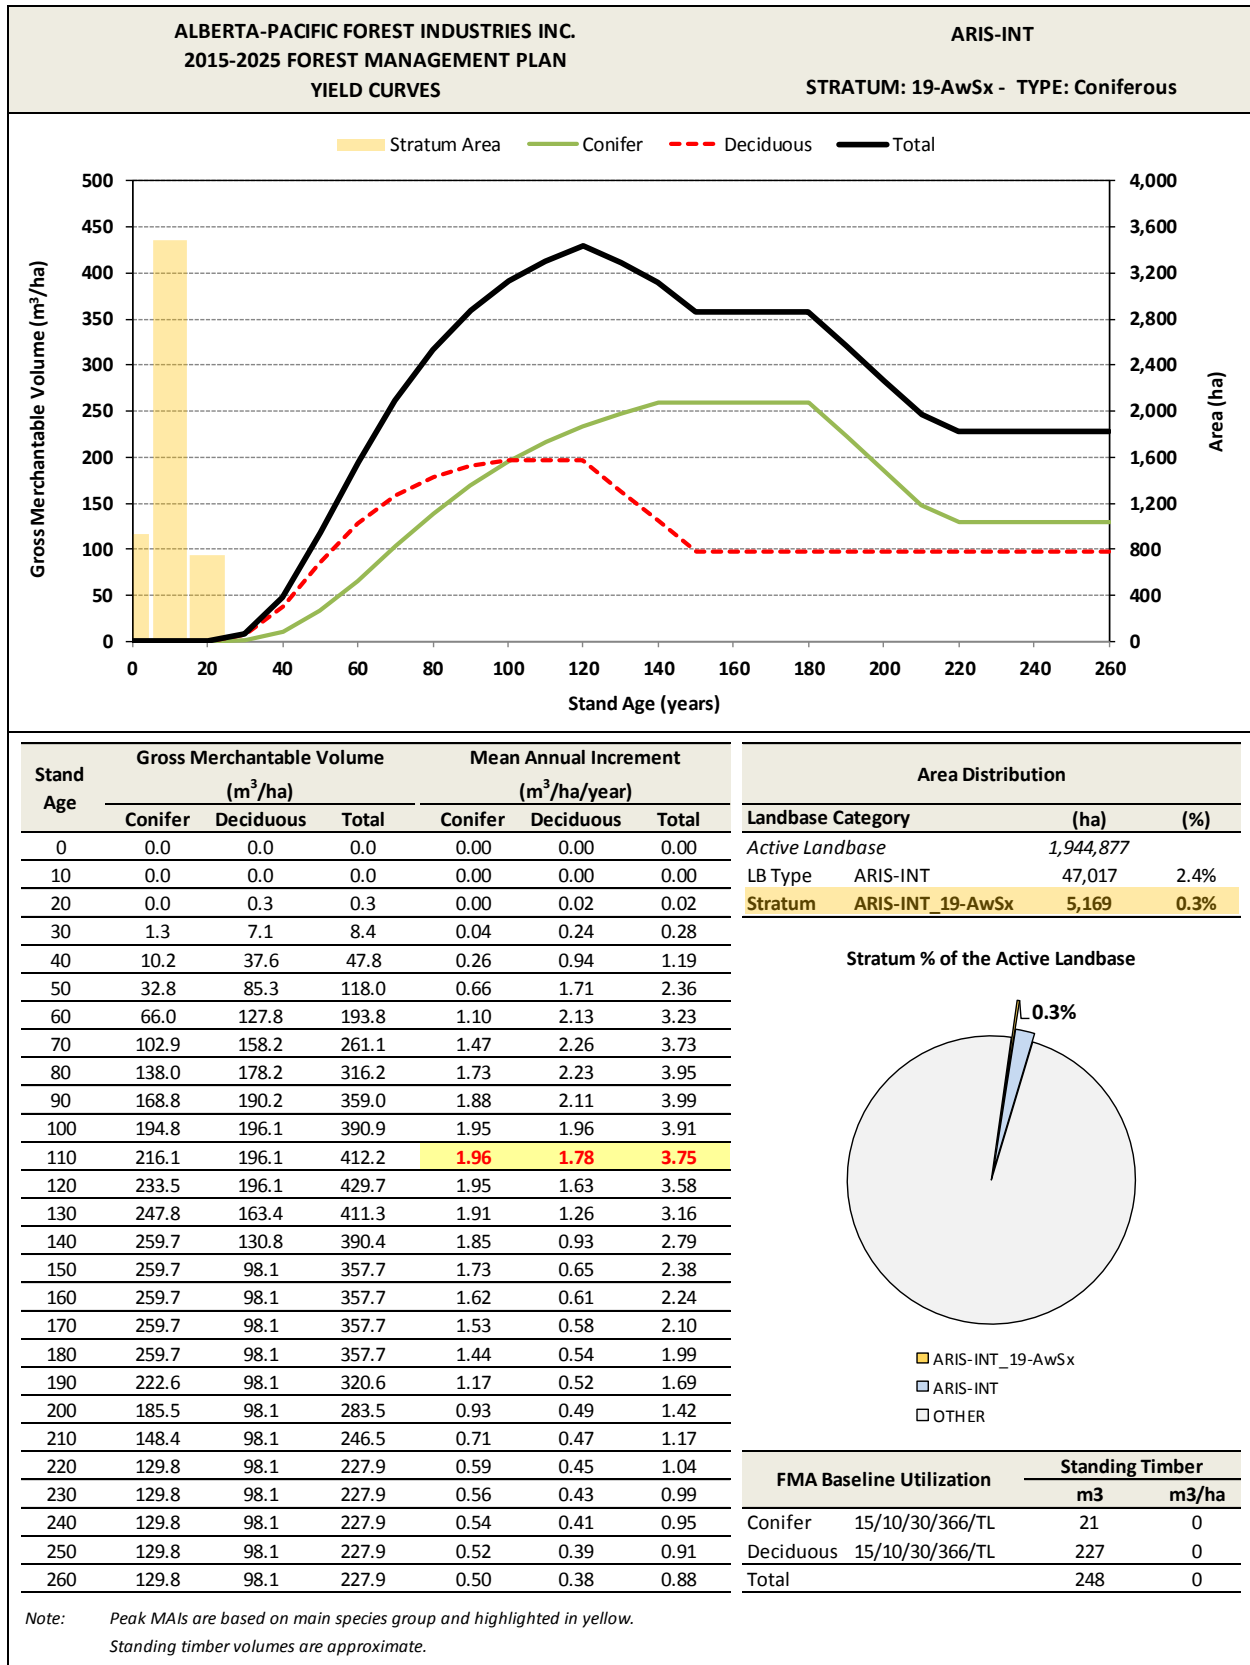 ALBERTA-PACIFIC FOREST INDUSTRIES INC.
2015-2025 FOREST MANAGEMENT PLAN
YIELD CURVES
ARIS-INT
STRATUM: 19-AwSx - TYPE: Coniferous
Stratum Area Conifer Deciduous Total
Gross Merchantable Volume (m³/ha)
500
450
400
350
300
250
200
150
100
50
0
4,000
3,600
3,200
2,800
2,400
2,000
1,600
1,200
800
400
0
Area (ha)
0 20 40 60 80 100 120 140 160 180 200 220 240 260
Stand Age (years)
Stand Age
Gross Merchantable Volume (m³/ha)
Mean Annual Increment (m³/ha/year)
Conifer Deciduous Total Conifer Deciduous Total
0 0.0 0.0 0.0 0.00 0.00 0.00
10 0.0 0.0 0.0 0.00 0.00 0.00
20 0.0 0.3 0.3 0.00 0.02 0.02
30 1.3 7.1 8.4 0.04 0.24 0.28
40 10.2 37.6 47.8 0.26 0.94 1.19
50 32.8 85.3 118.0 0.66 1.71 2.36
60 66.0 127.8 193.8 1.10 2.13 3.23
70 102.9 158.2 261.1 1.47 2.26 3.73
80 138.0 178.2 316.2 1.73 2.23 3.95
90 168.8 190.2 359.0 1.88 2.11 3.99
100 194.8 196.1 390.9 1.95 1.96 3.91
110 216.1 196.1 412.2 1.96 1.78 3.75
120 233.5 196.1 429.7 1.95 1.63 3.58
130 247.8 163.4 411.3 1.91 1.26 3.16
140 259.7 130.8 390.4 1.85 0.93 2.79
150 259.7 98.1 357.7 1.73 0.65 2.38
160 259.7 98.1 357.7 1.62 0.61 2.24
170 259.7 98.1 357.7 1.53 0.58 2.10
180 259.7 98.1 357.7 1.44 0.54 1.99
190 222.6 98.1 320.6 1.17 0.52 1.69
200 185.5 98.1 283.5 0.93 0.49 1.42
210 148.4 98.1 246.5 0.71 0.47 1.17
220 129.8 98.1 227.9 0.59 0.45 1.04
230 129.8 98.1 227.9 0.56 0.43 0.99
240 129.8 98.1 227.9 0.54 0.41 0.95
250 129.8 98.1 227.9 0.52 0.39 0.91
260 129.8 98.1 227.9 0.50 0.38 0.88
Area Distribution
Landbase Category (ha) (%)
Active Landbase 1,944,877
LB Type ARIS-INT 47,017 2.4%
Stratum ARIS-INT_19-AwSx 5,169 0.3%
Stratum % of the Active Landbase
0.3%
ARIS-INT_19-AwSx
ARIS-INT
OTHER
FMA Baseline Utilization Standing Timber
m3 m3/ha
Conifer 15/10/30/366/TL 21 0
Deciduous 15/10/30/366/TL 227 0
Total 248 0
Note: Peak MAIs are based on main species group and highlighted in yellow.
Standing timber volumes are approximate.